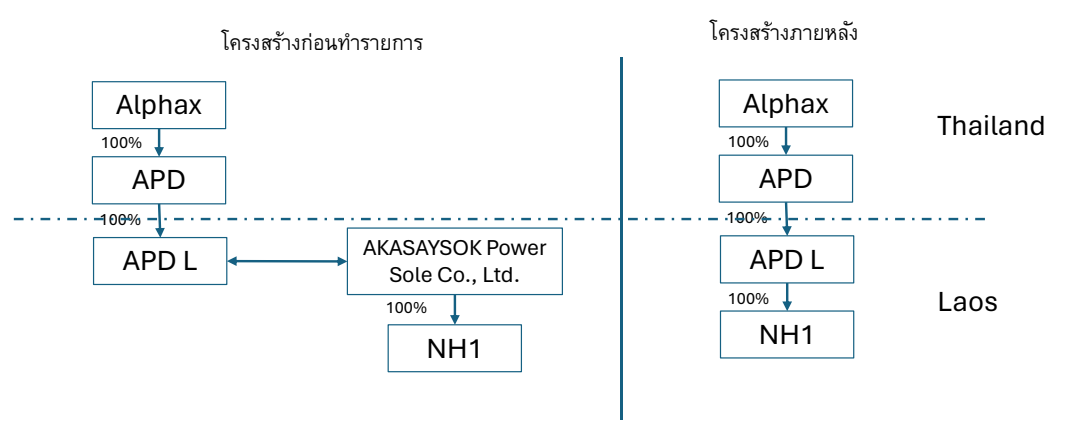 โครงสร้างก่อนทำรายการ
Alphax
100%
APD
100%
APD L
AKASAYSOK Power
Sole Co., Ltd.
100%
NH1
โครงสร้างภายหลัง
Alphax
100%
APD
100%
APD L
100%
NH1
Thailand
Laos